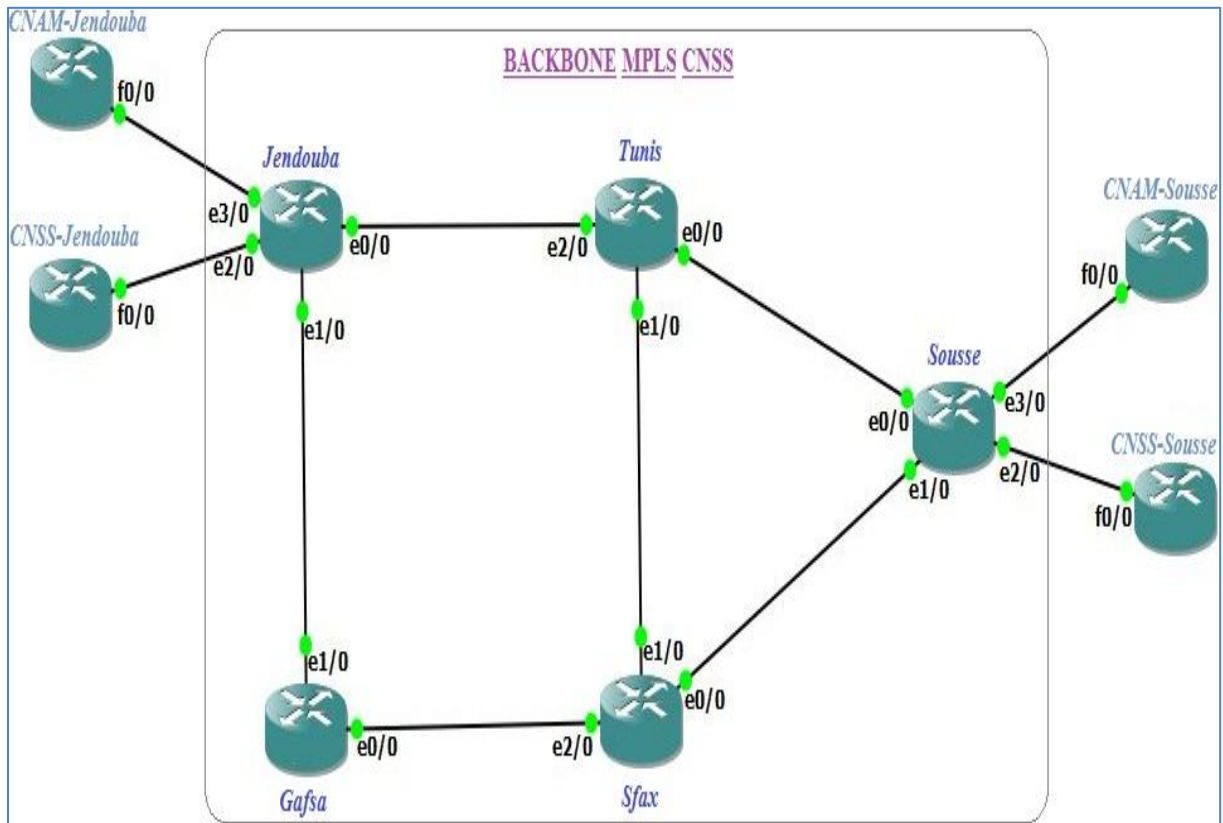 CNAM-Jendouba
f0/0
BACKBONE MPLS CNSS
Jendouba
Tunis
e3/0
e0/0
e2/0
e0/0
CNSS-Jendouba
e2/0
f0/0
e1/0
e1/0
CNAM-Sousse
f0/0
Sousse
e3/0
e0/0
e1/0
e2/0
CNSS-Sousse
f0/0
e1/0
e1/0
e0/0
e0/0
e2/0
Gafsa
Sfax